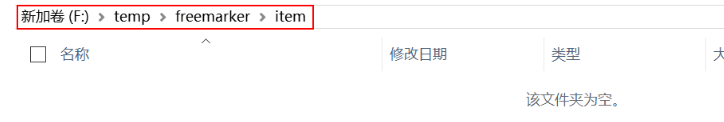 新加卷 (F:) > temp > freemarker > item
名称 修改日期 类型 大
该文件夹为空。